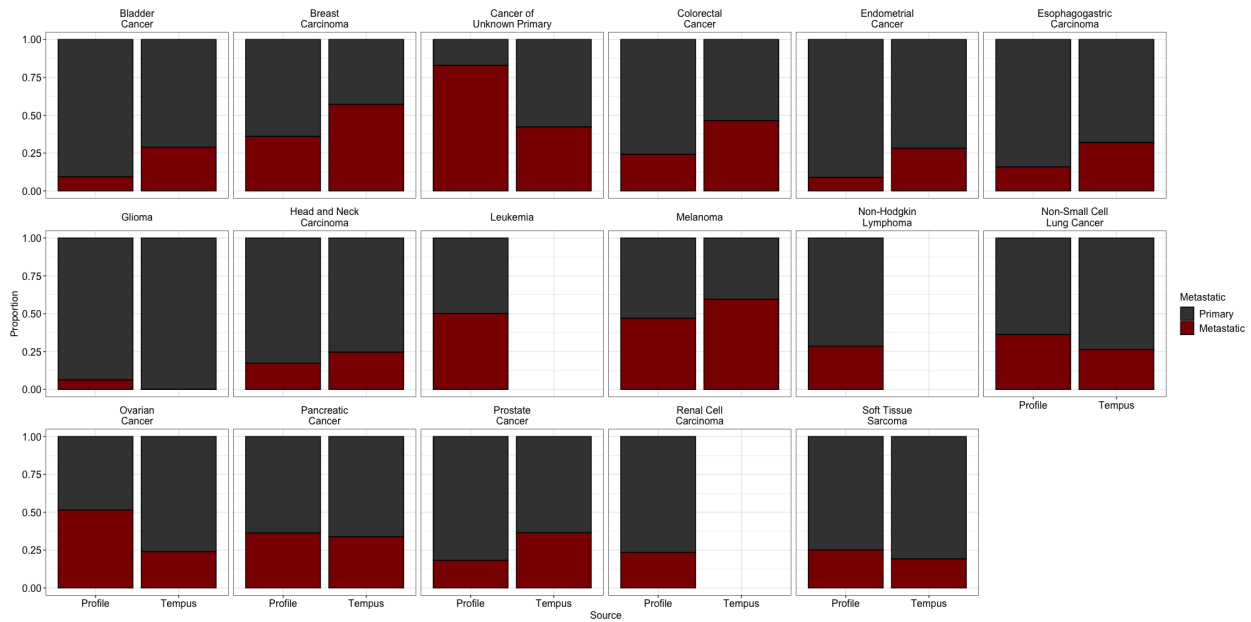 Bladder
Cancer
Breast
Carcinoma
Cancer of
Unknown Primary
Colorectal
Cancer
Endometrial
Cancer
Esophagogastric
Carcinoma
1.00
0.75
0.50
0.25
0.00
Glioma
Head and Neck
Carcinoma
Leukemia
Melanoma
Non-Hodgkin
Lymphoma
Non-Small Cell
Lung Cancer
1.00
0.75
0.50
0.25
0.00
Proportion
Profile Tempus
Metastatic
Primary
Metastatic
Ovarian
Cancer
Pancreatic
Cancer
Prostate
Cancer
Renal Cell
Carcinoma
Soft Tissue
Sarcoma
1.00
0.75
0.50
0.25
0.00
Profile Tempus Profile Tempus Profile Tempus Profile Tempus Profile Tempus
Source